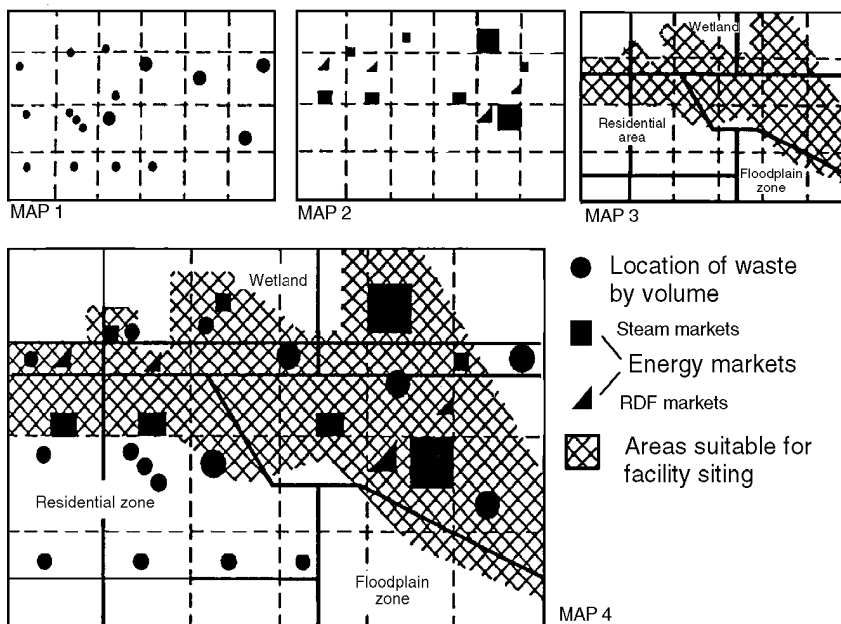 MAP 1
MAP 2
Wetland
Residential
area
Floodplain
zone
MAP 3
Wetland
Residential zone
Floodplain
zone
MAP 4
Location of waste
by volume
Steam markets
Energy markets
RDF markets
Areas suitable for
facility siting